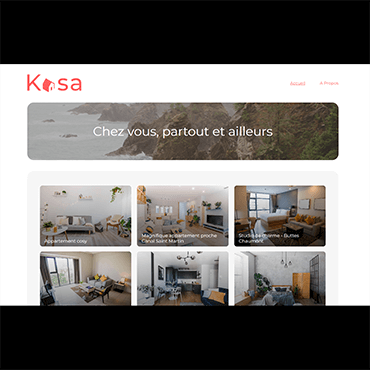 Kasa
Accueil
A Propos
Chez vous, partout et ailleurs
Appartement cosy
Magnifique appartement proche
Canal Saint Martin
Studio de charme - Buttes
Chaumont